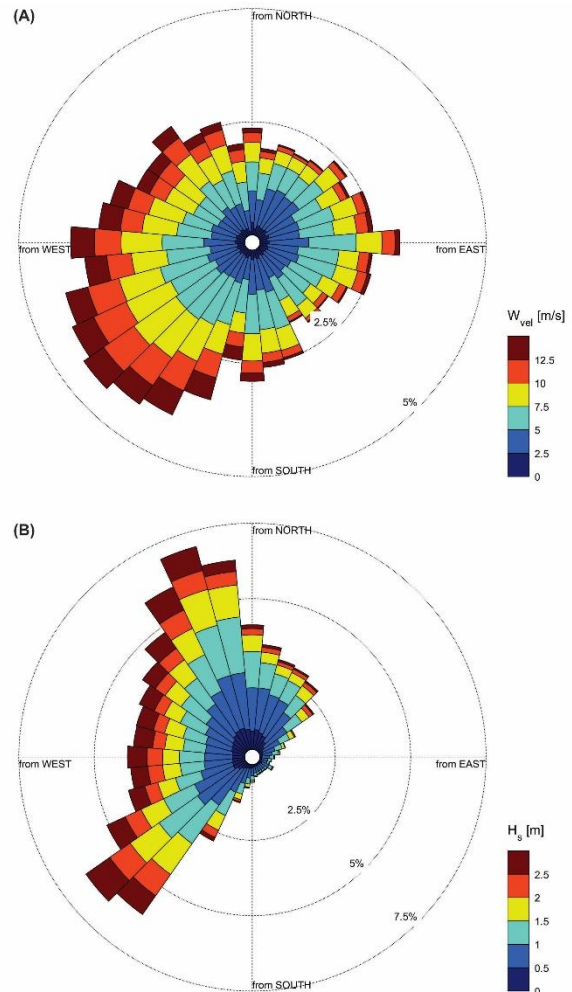 (A)
from NORTH
from WEST
from EAST
2.5%
5%
from SOUTH
W_vel [m/s]
12.5
10
7.5
5
2.5
0
(B)
from NORTH
from WEST
from EAST
2.5%
5%
7.5%
from SOUTH
H_s [m]
2.5
2
1.5
1
0.5
0